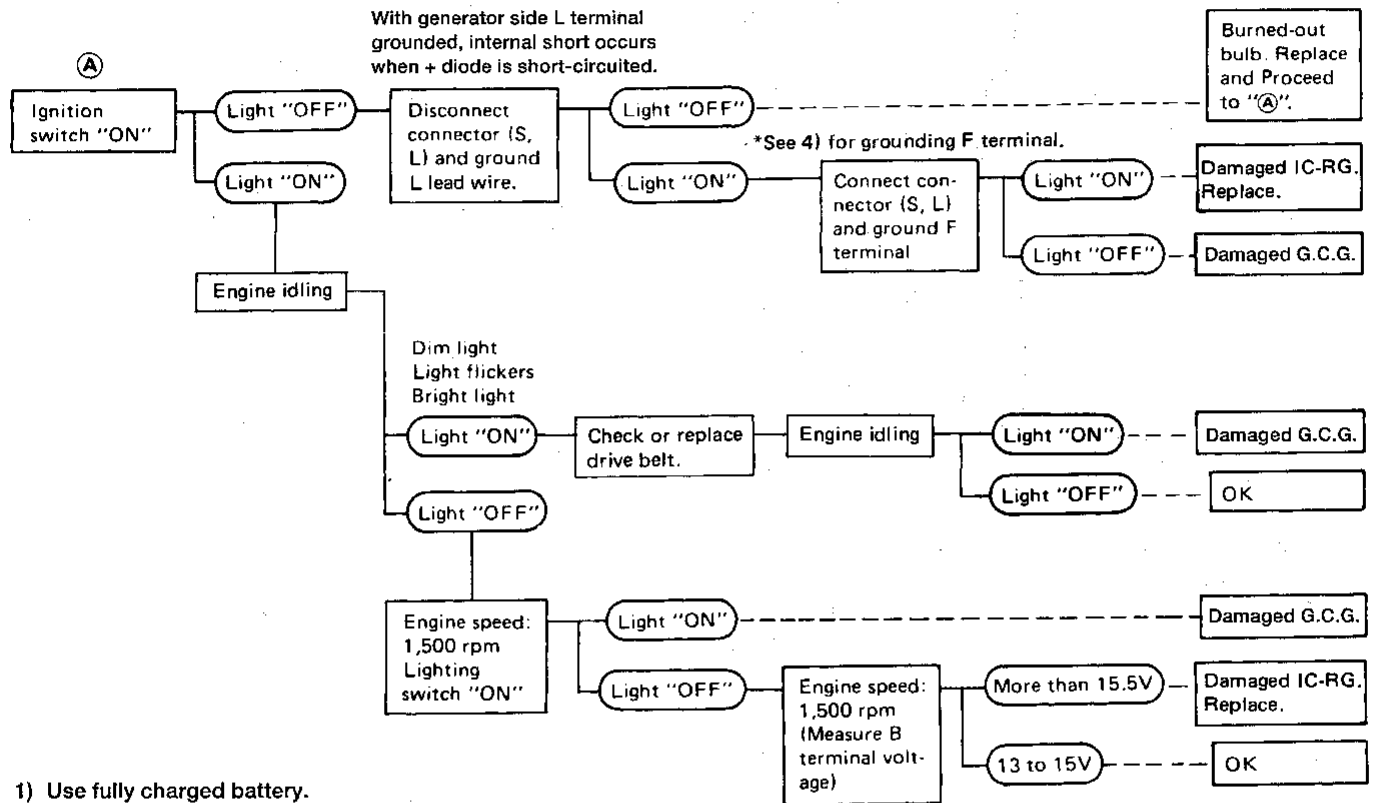 With generator side L terminal
grounded, internal short occurs
when + diode is short-circuited.
Ⓐ
Ignition
switch "ON"
Light "OFF"
Disconnect
connector (S,
L) and ground
L lead wire.
Light "OFF"
Burned-out
bulb. Replace
and Proceed
to "Ⓐ".
Light "ON"
*See 4) for grounding F terminal.
Light "ON"
Connect con-
nector (S, L)
and ground F
terminal
Light "ON"
Damaged IC-RG.
Replace.
Light "OFF"
Damaged G.C.G.
Engine idling
Dim light
Light flickers
Bright light
Light "ON"
Check or replace
drive belt.
Engine idling
Light "ON"
Damaged G.C.G.
Light "OFF"
OK
Light "OFF"
Engine speed:
1,500 rpm
Lighting
switch "ON"
Light "ON"
Damaged G.C.G.
Light "OFF"
Engine speed:
1,500 rpm
(Measure B
terminal volt-
age)
More than 15.5V
Damaged IC-RG.
Replace.
13 to 15V
OK
1) Use fully charged battery.